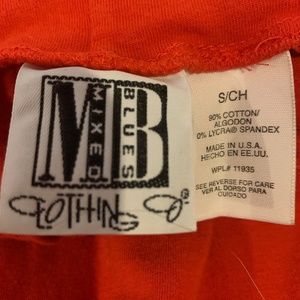 MB
MIXED
BLUES
CLOTHING CO
S/CH
90% COTTON/
ALGODON
0% LYCRA® SPANDEX
MADE IN U.S.A.
HECHO EN EE.UU.
WPL# 11935
SEE REVERSE FOR CARE
VER AL DORSO PARA
CUIDADO